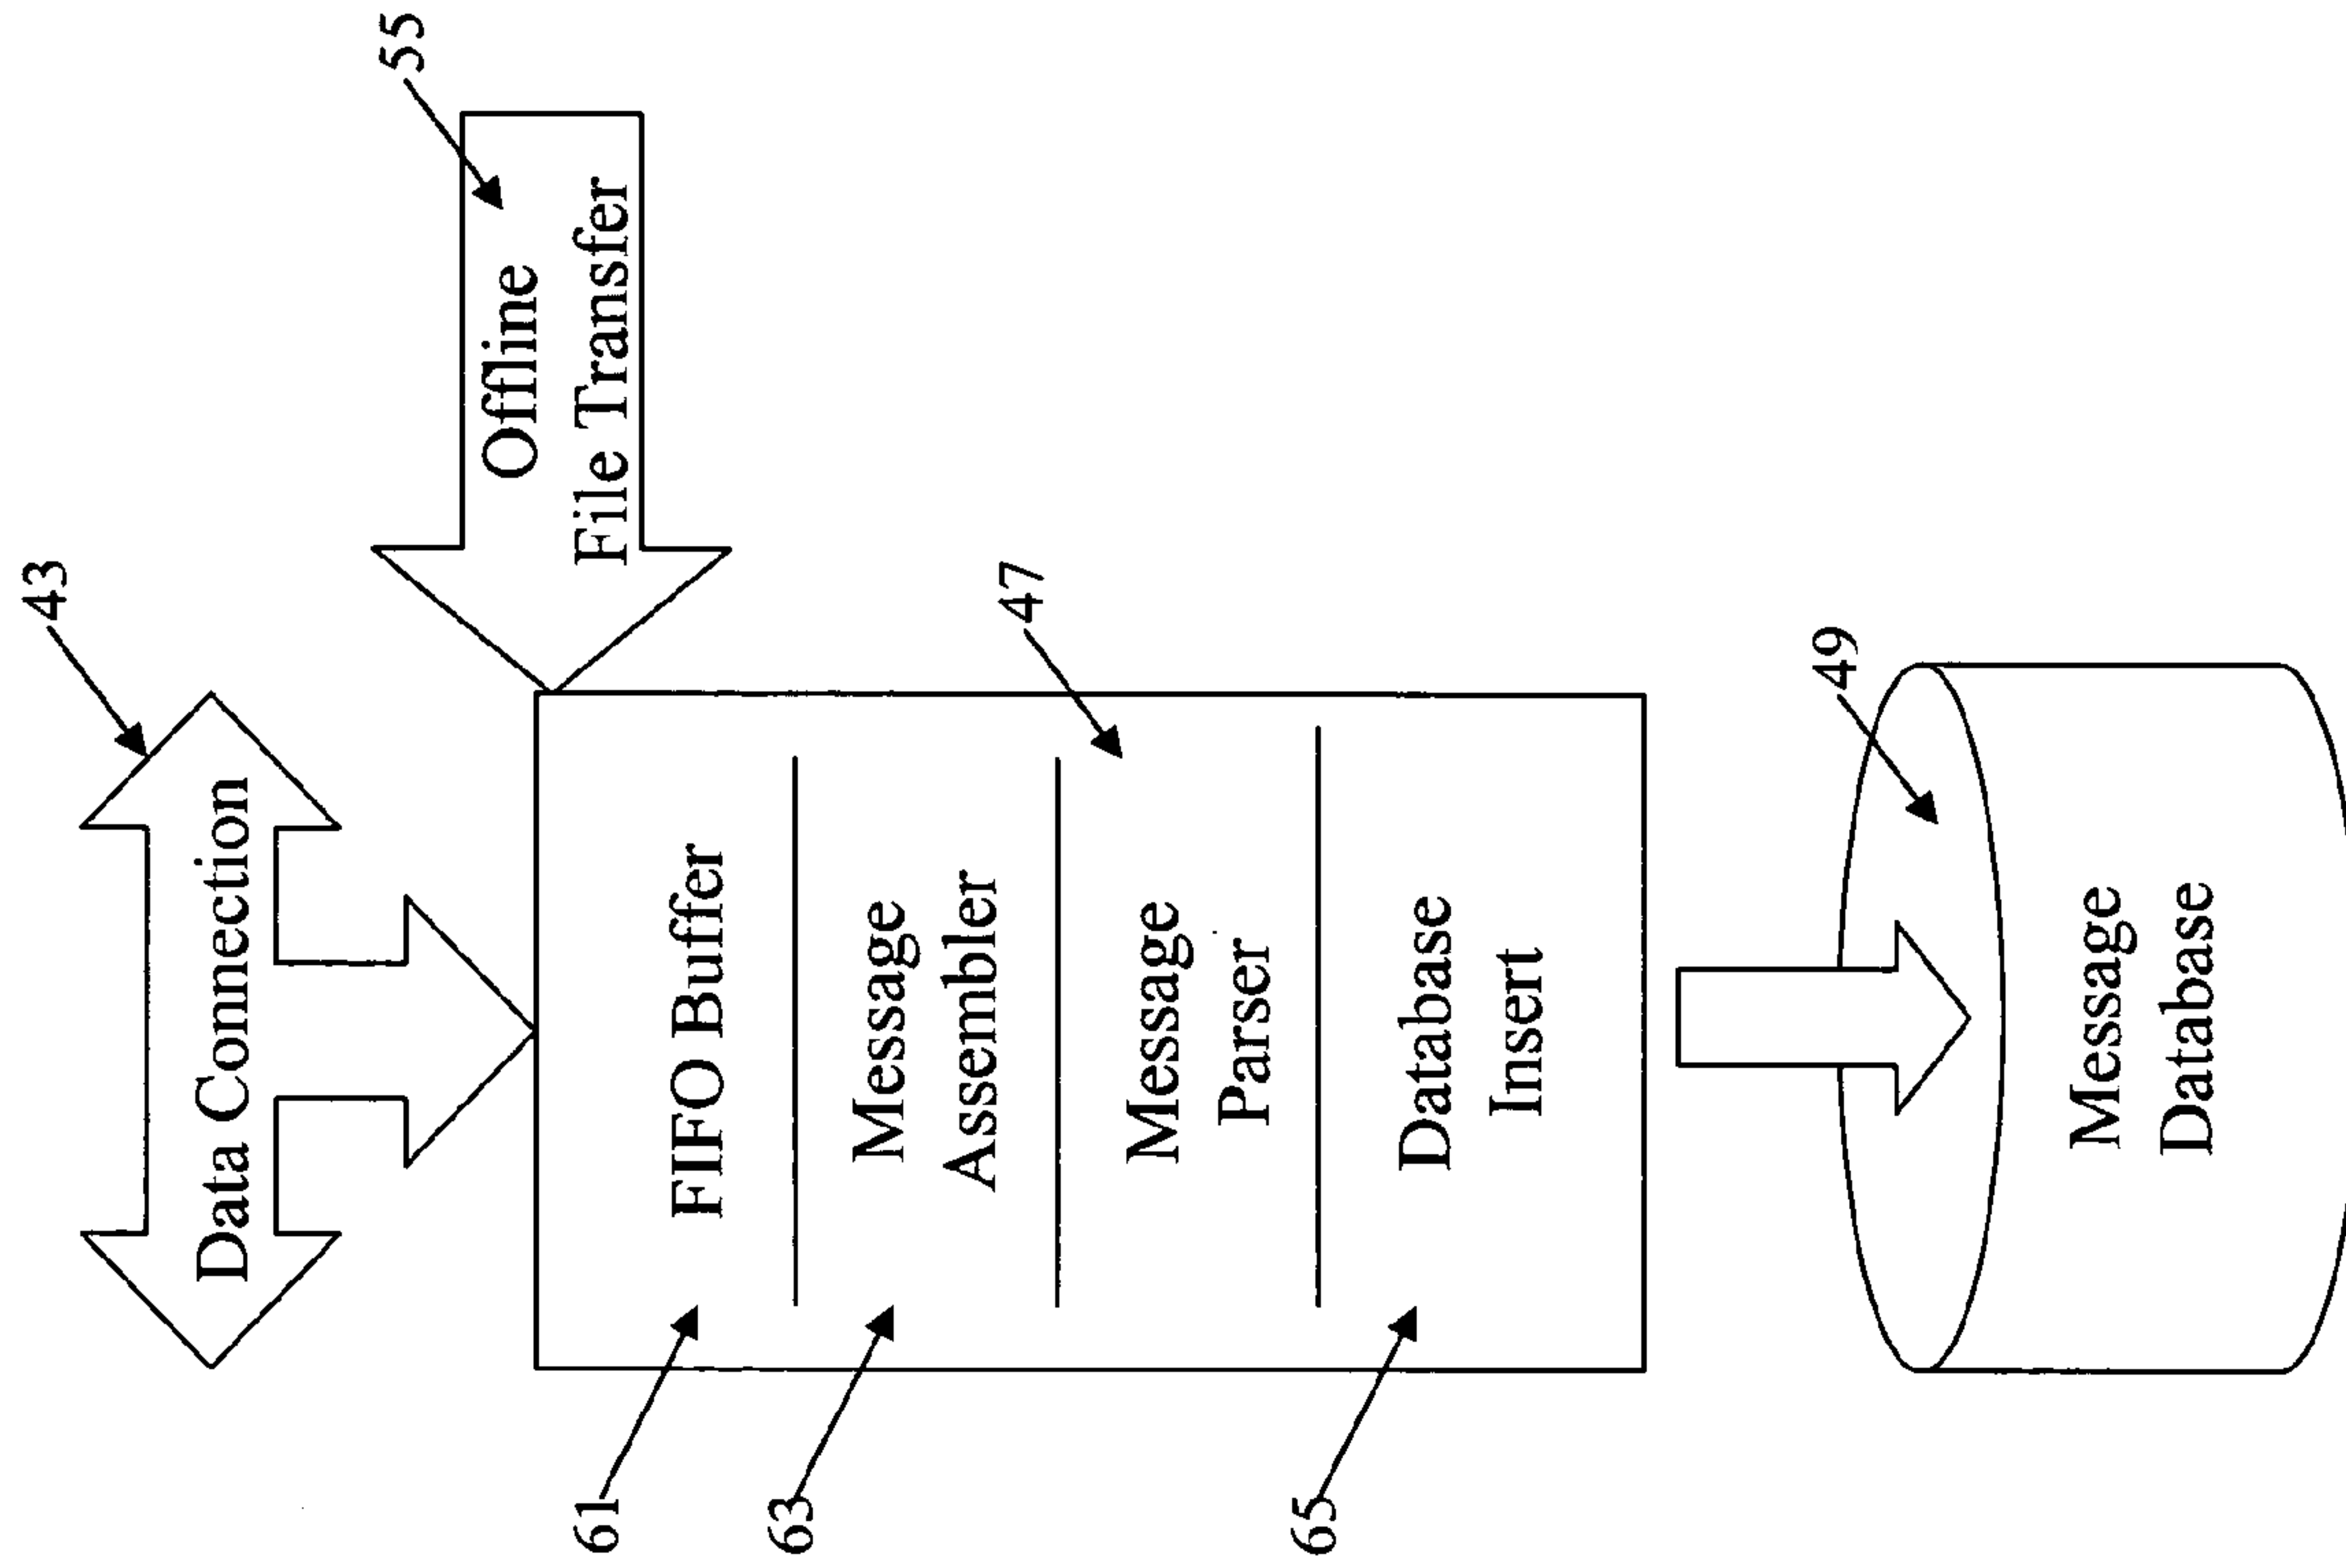 43
Data Connection
55
Offline
File Transfer
61
FIFO Buffer
63
Message
Assembler
47
Message
Parser
65
Database
Insert
49
Message
Database